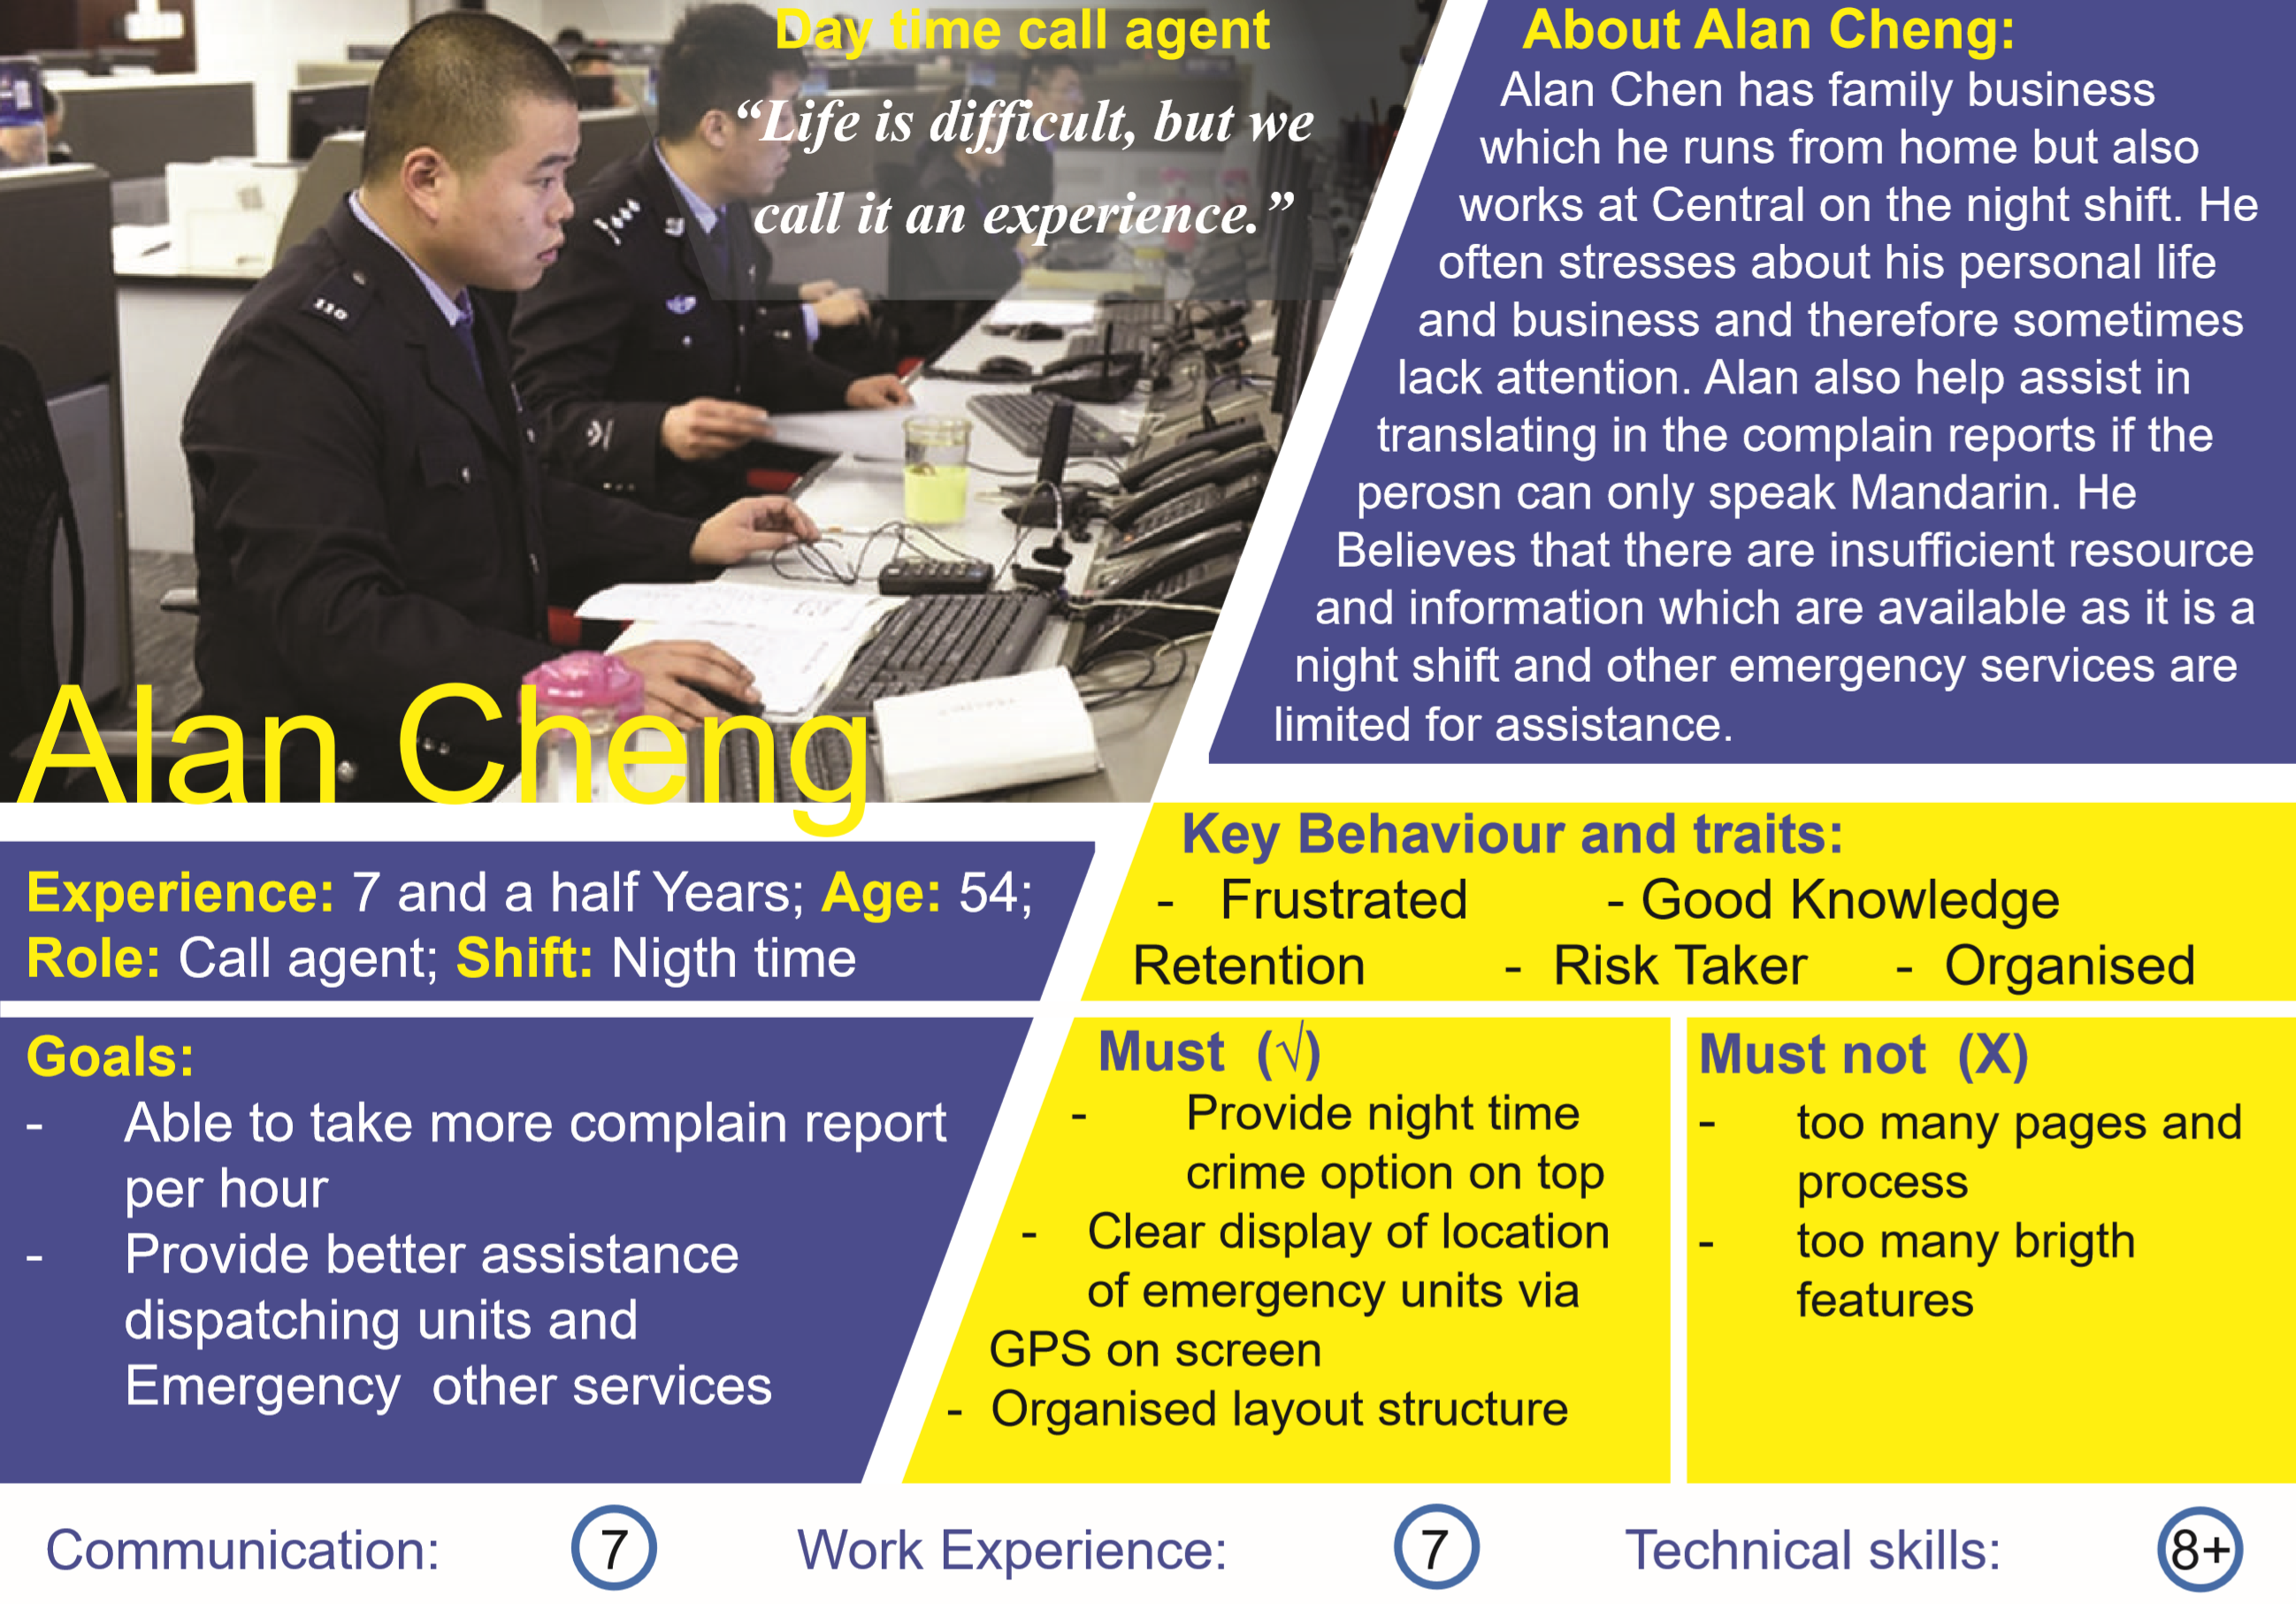 Day time call agent
“Life is difficult, but we
call it an experience.”
110
Alan Cheng
About Alan Cheng:
Alan Chen has family business
which he runs from home but also
works at Central on the night shift. He
often stresses about his personal life
and business and therefore sometimes
lack attention. Alan also help assist in
translating in the complain reports if the
perosn can only speak Mandarin. He
Believes that there are insufficient resource
and information which are available as it is a
night shift and other emergency services are
limited for assistance.
Experience: 7 and a half Years; Age: 54;
Role: Call agent; Shift: Nigth time
Key Behaviour and traits:
- Frustrated - Good Knowledge
Retention - Risk Taker - Organised
Goals:
- Able to take more complain report
per hour
- Provide better assistance
dispatching units and
Emergency other services
Must (√)
- Provide night time
crime option on top
- Clear display of location
of emergency units via
GPS on screen
- Organised layout structure
Must not (X)
- too many pages and
process
- too many brigth
features
Communication: 7 Work Experience: 7 Technical skills: 8+